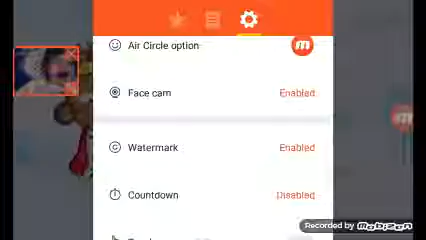 Air Circle option
Face cam
Enabled
Watermark
Enabled
Countdown
Disabled
Recorded by Mobizen